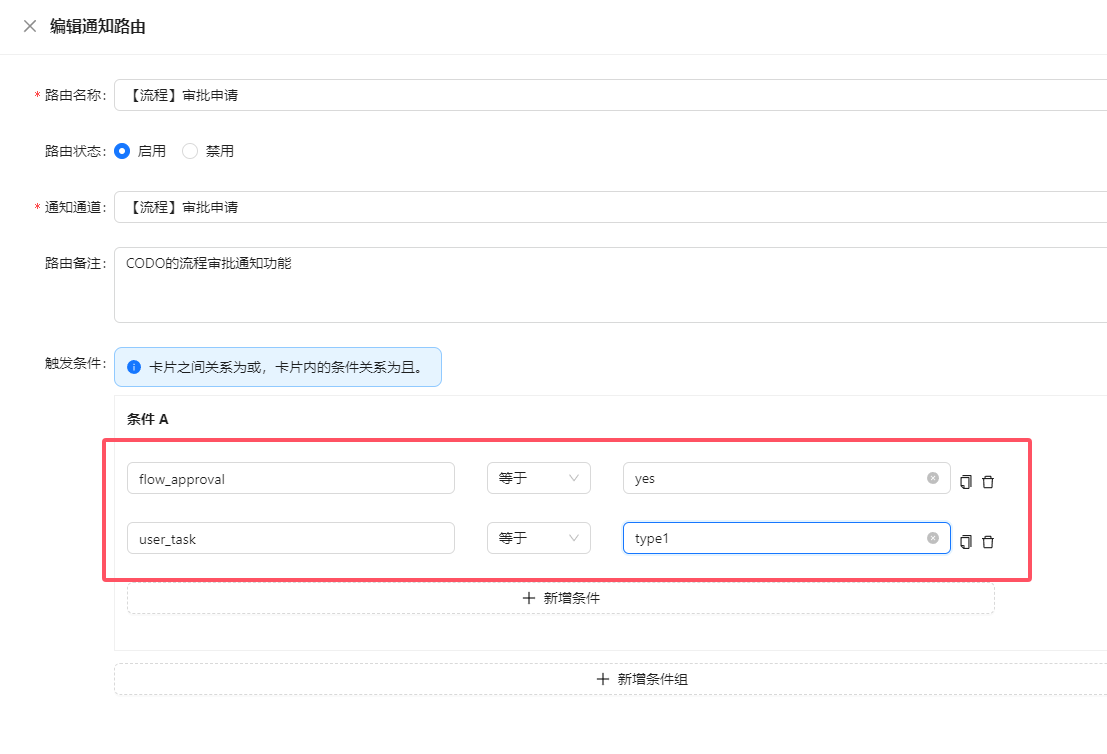 编辑通知路由
* 路由名称: 【流程】审批申请
路由状态: 启用 禁用
* 通知通道: 【流程】审批申请
路由备注: CODO的流程审批通知功能
触发条件: 卡片之间关系为或，卡片内的条件关系为且。
条件 A
flow_approval 等于 yes
user_task 等于 type1
新增条件
新增条件组